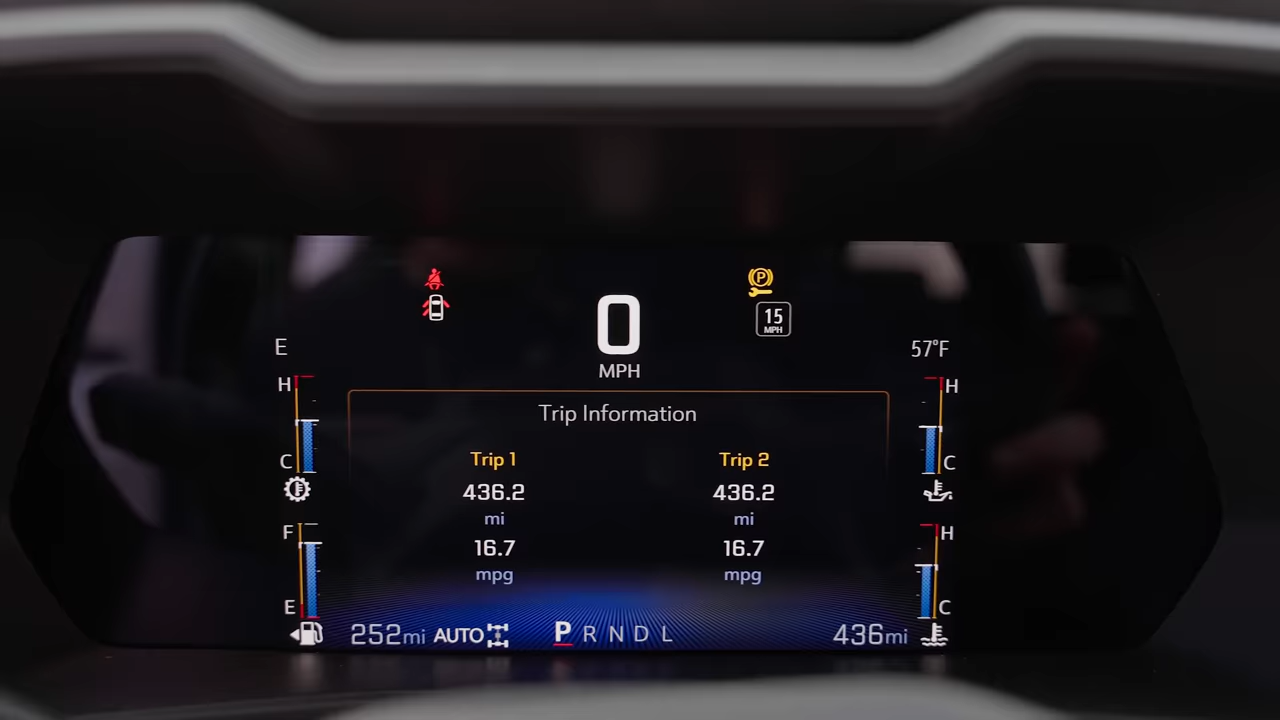 P
15
MPH
0
MPH
E
57°F
H
H
Trip Information
C
C
Trip 1
Trip 2
436.2
436.2
mi
mi
F
H
16.7
16.7
mpg
mpg
E
C
252mi AUTO P R N D L 436mi